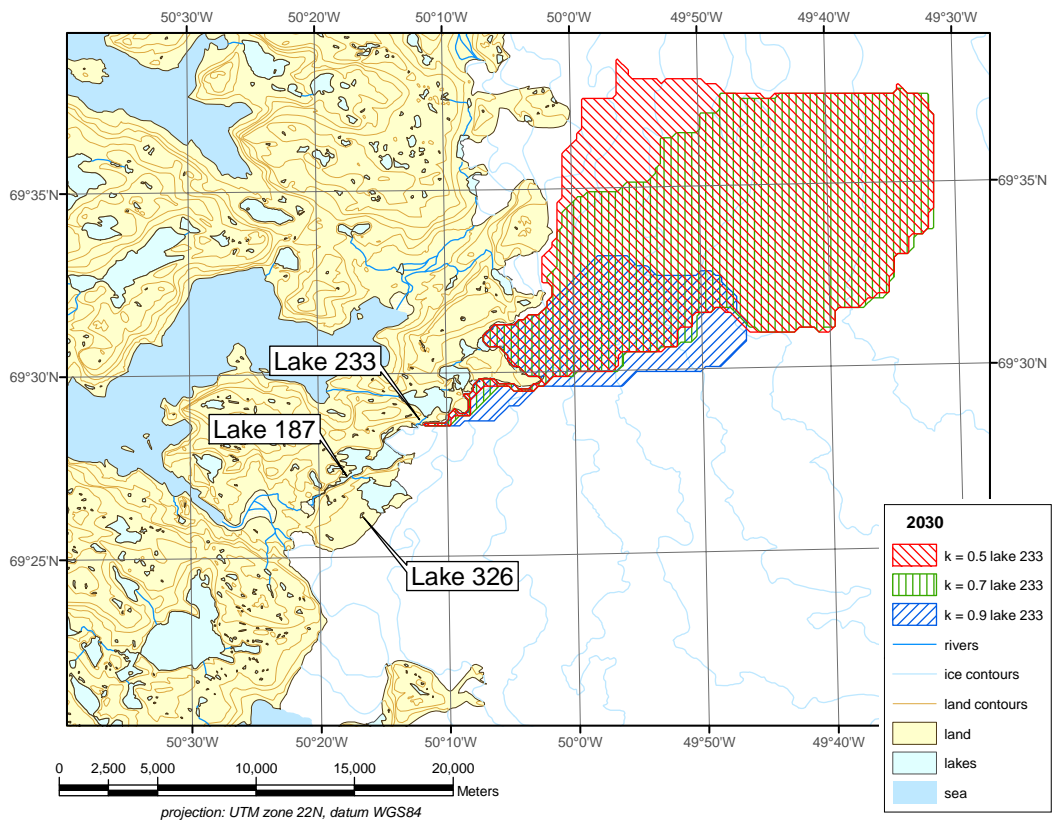 50°30'W 50°20'W 50°10'W 50°0'W 49°50'W 49°40'W 49°30'W
69°35'N 69°35'N
69°30'N 69°30'N
Lake 233
Lake 187
69°25'N
Lake 326
50°30'W 50°20'W 50°10'W 50°0'W 49°50'W 49°40'W
2030
k = 0.5 lake 233
k = 0.7 lake 233
k = 0.9 lake 233
rivers
ice contours
land contours
land
lakes
sea
0 2,500 5,000 10,000 15,000 20,000
Meters
projection: UTM zone 22N, datum WGS84